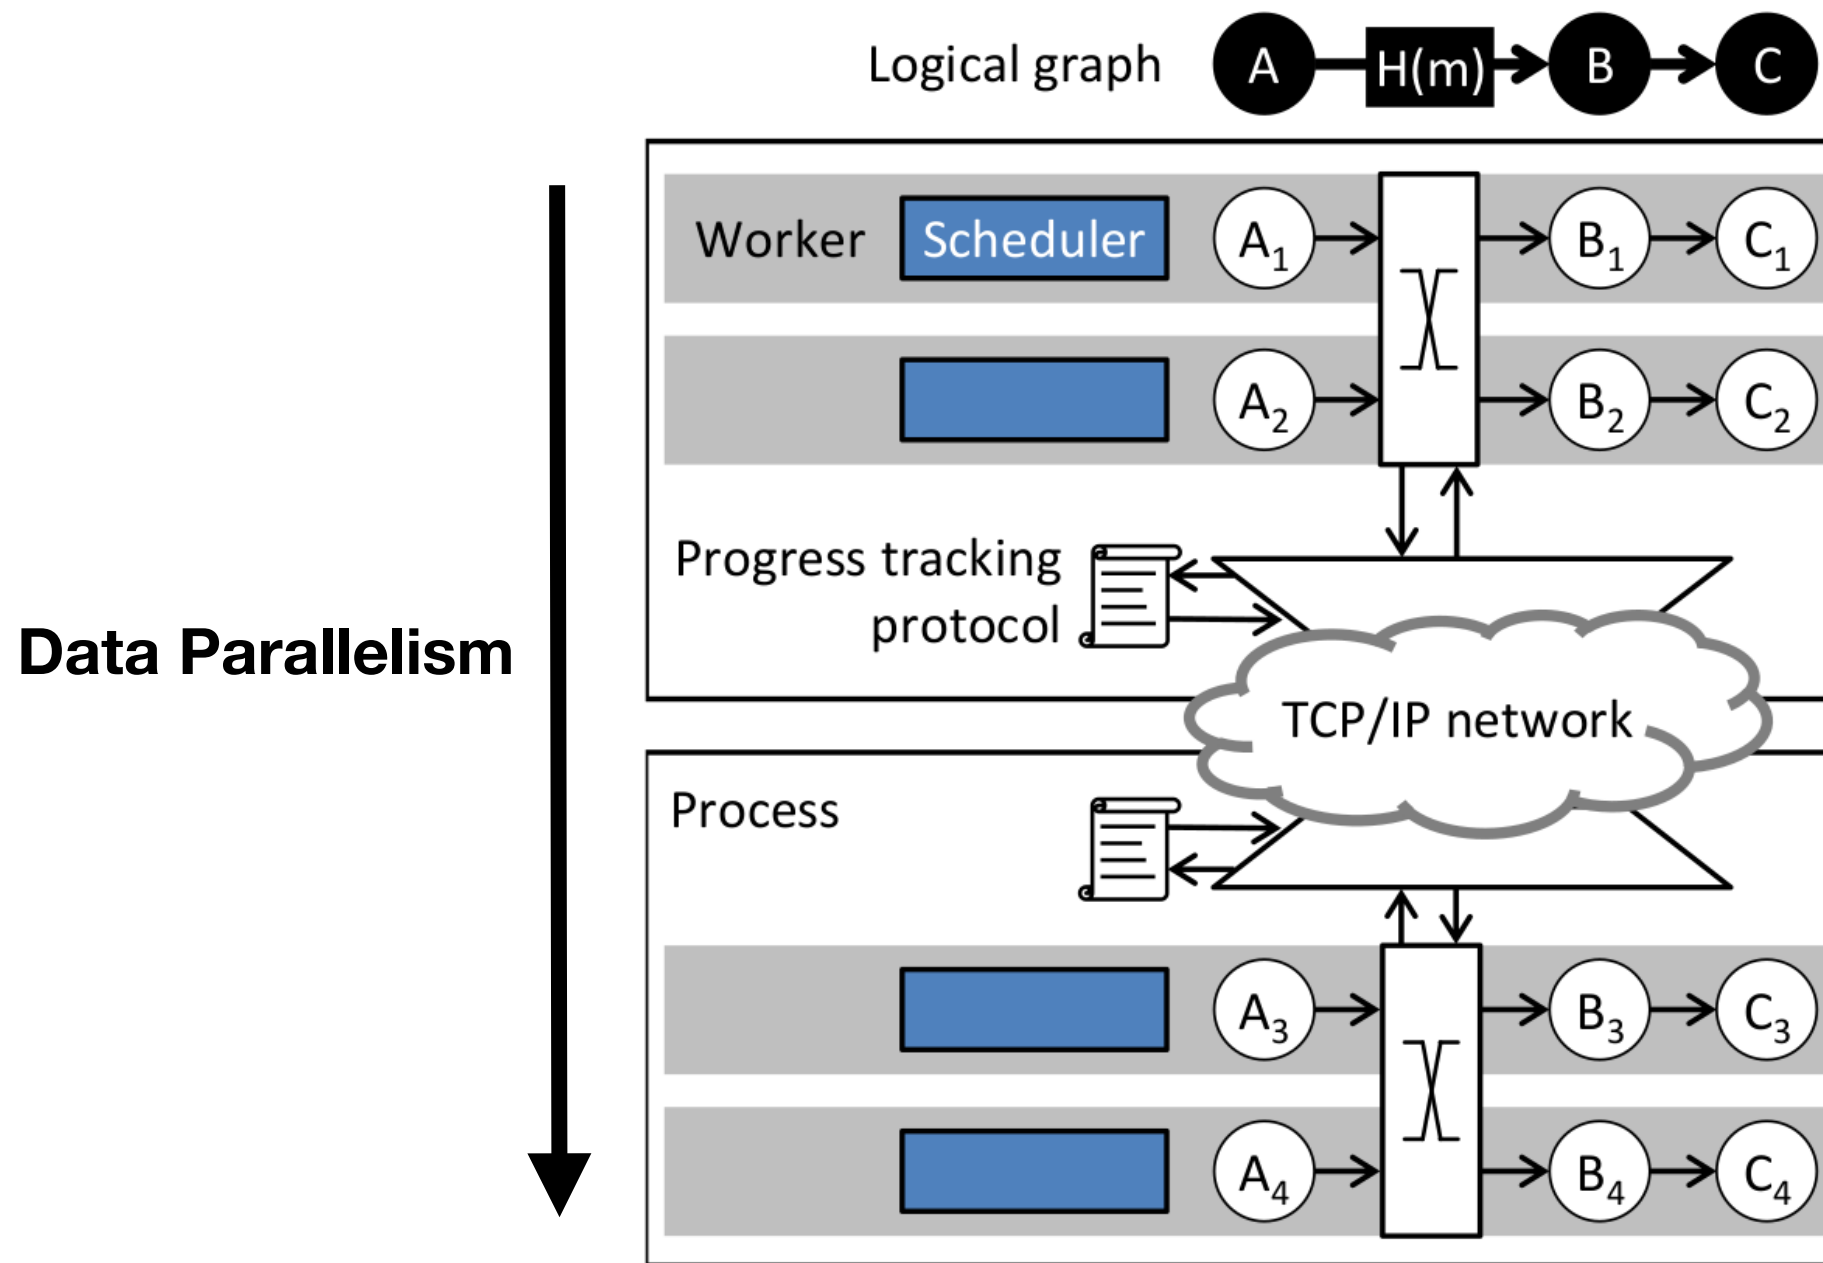 Logical graph A H(m) B C
Worker Scheduler A₁ B₁ C₁
A₂ B₂ C₂
Progress tracking
protocol
Data Parallelism
TCP/IP network
Process
A₃ B₃ C₃
A₄ B₄ C₄